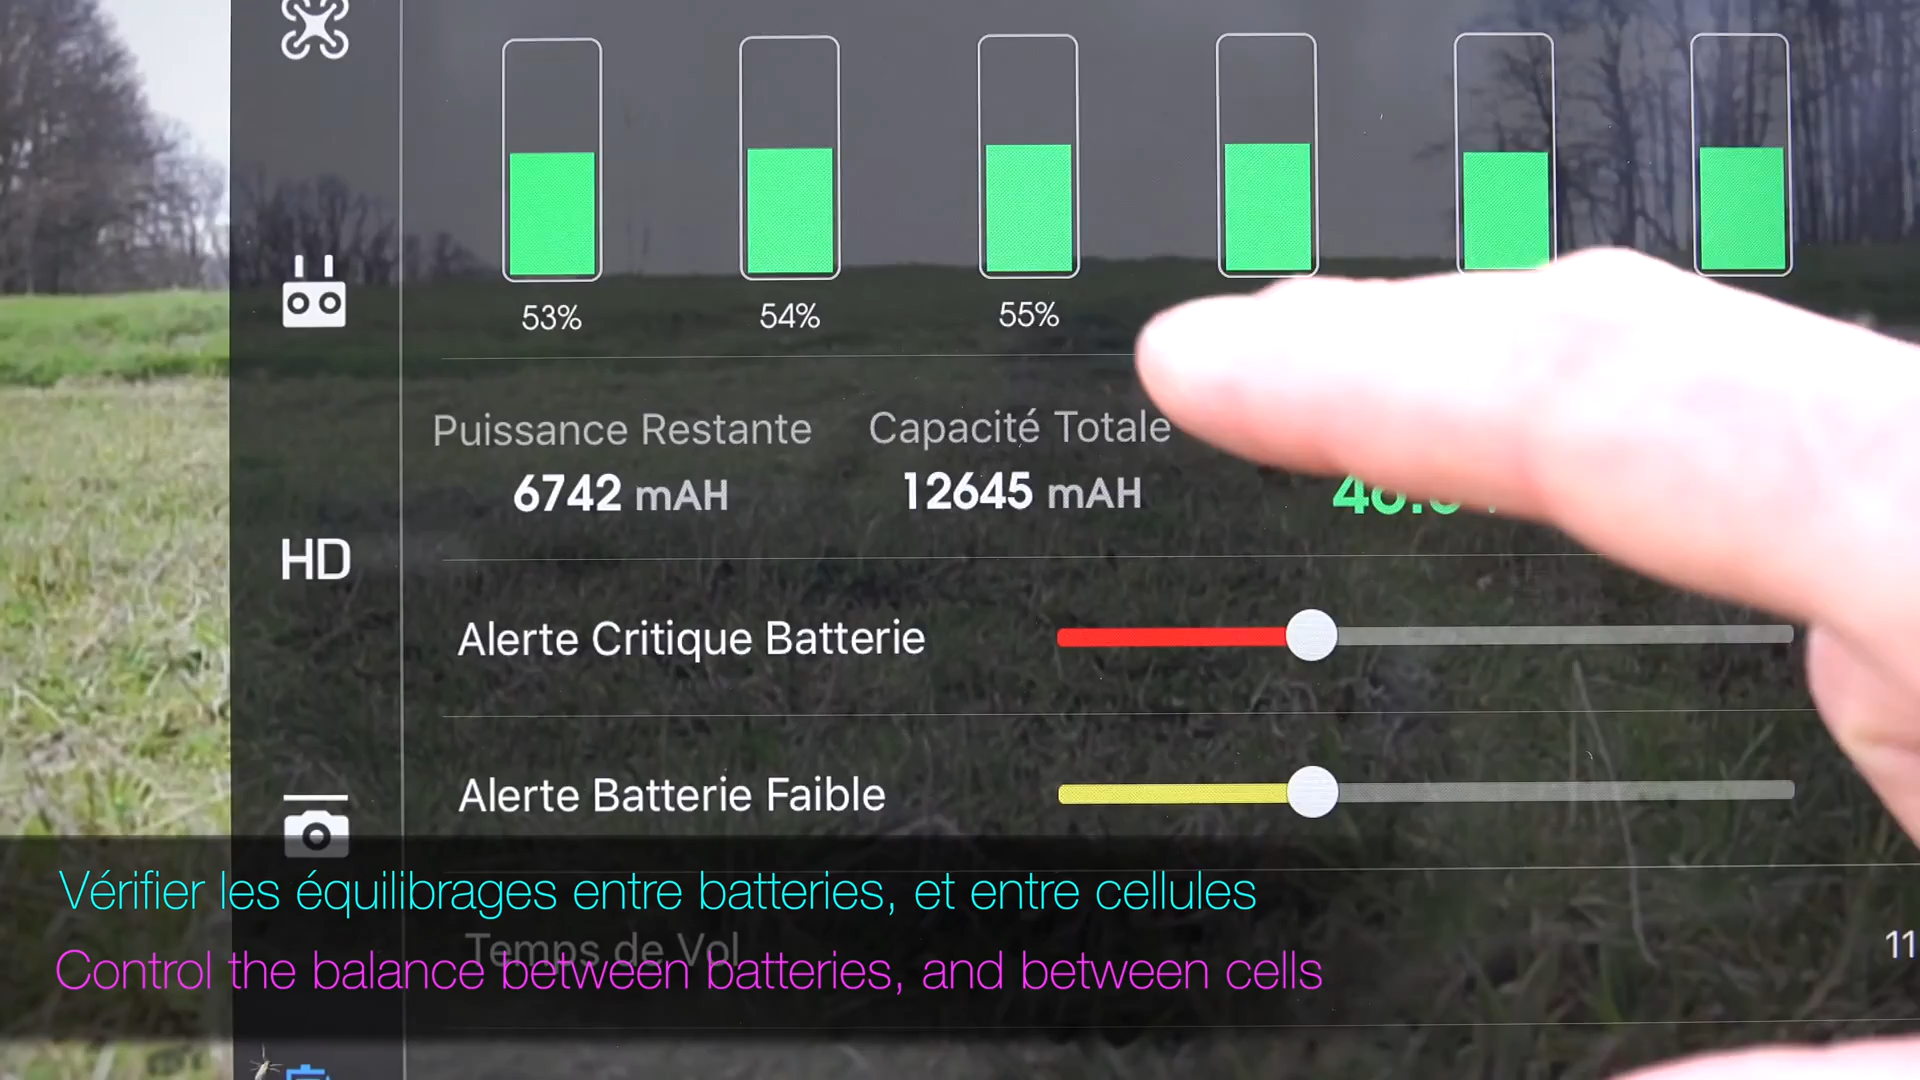 53% 54% 55%
Puissance Restante Capacité Totale
6742 mAH 12645 mAH
HD
Alerte Critique Batterie
Alerte Batterie Faible
Vérifier les équilibrages entre batteries, et entre cellules
Temps de Vol 11
Control the balance between batteries, and between cells